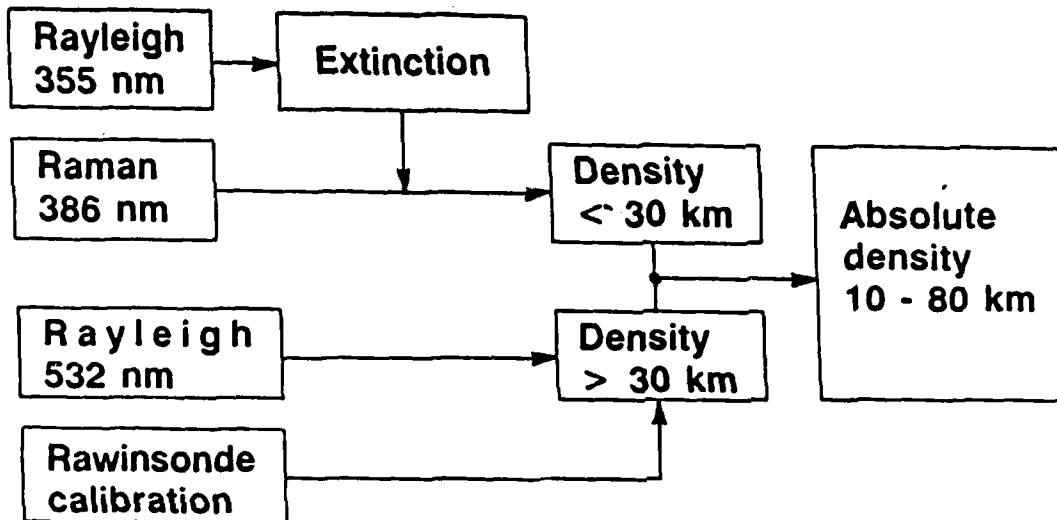 Rayleigh
355 nm
Extinction
Raman
386 nm
Density
< 30 km
Absolute
density
10 - 80 km
Rayleigh
532 nm
Density
> 30 km
Rawinsonde
calibration